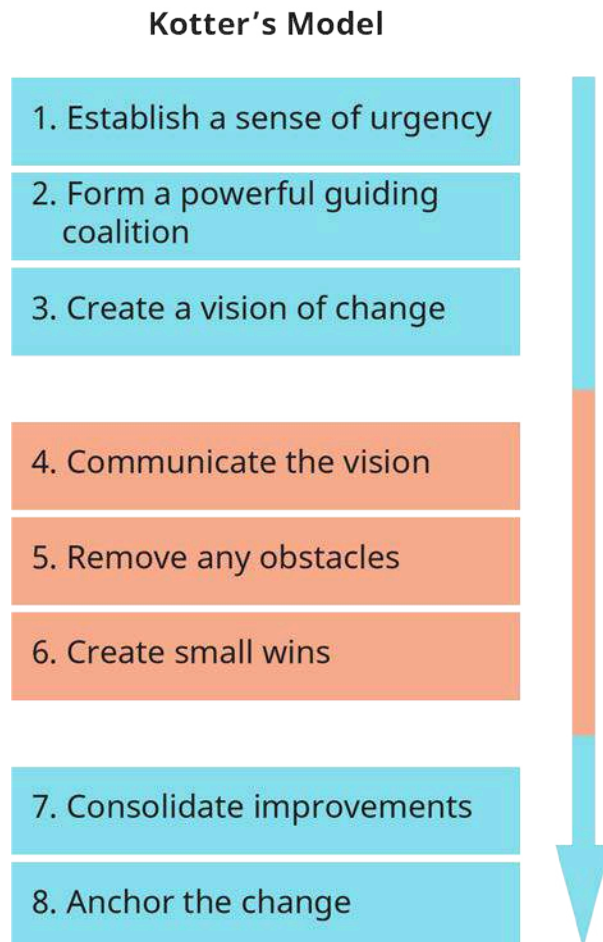 Kotter’s Model
1. Establish a sense of urgency
2. Form a powerful guiding
coalition
3. Create a vision of change
4. Communicate the vision
5. Remove any obstacles
6. Create small wins
7. Consolidate improvements
8. Anchor the change